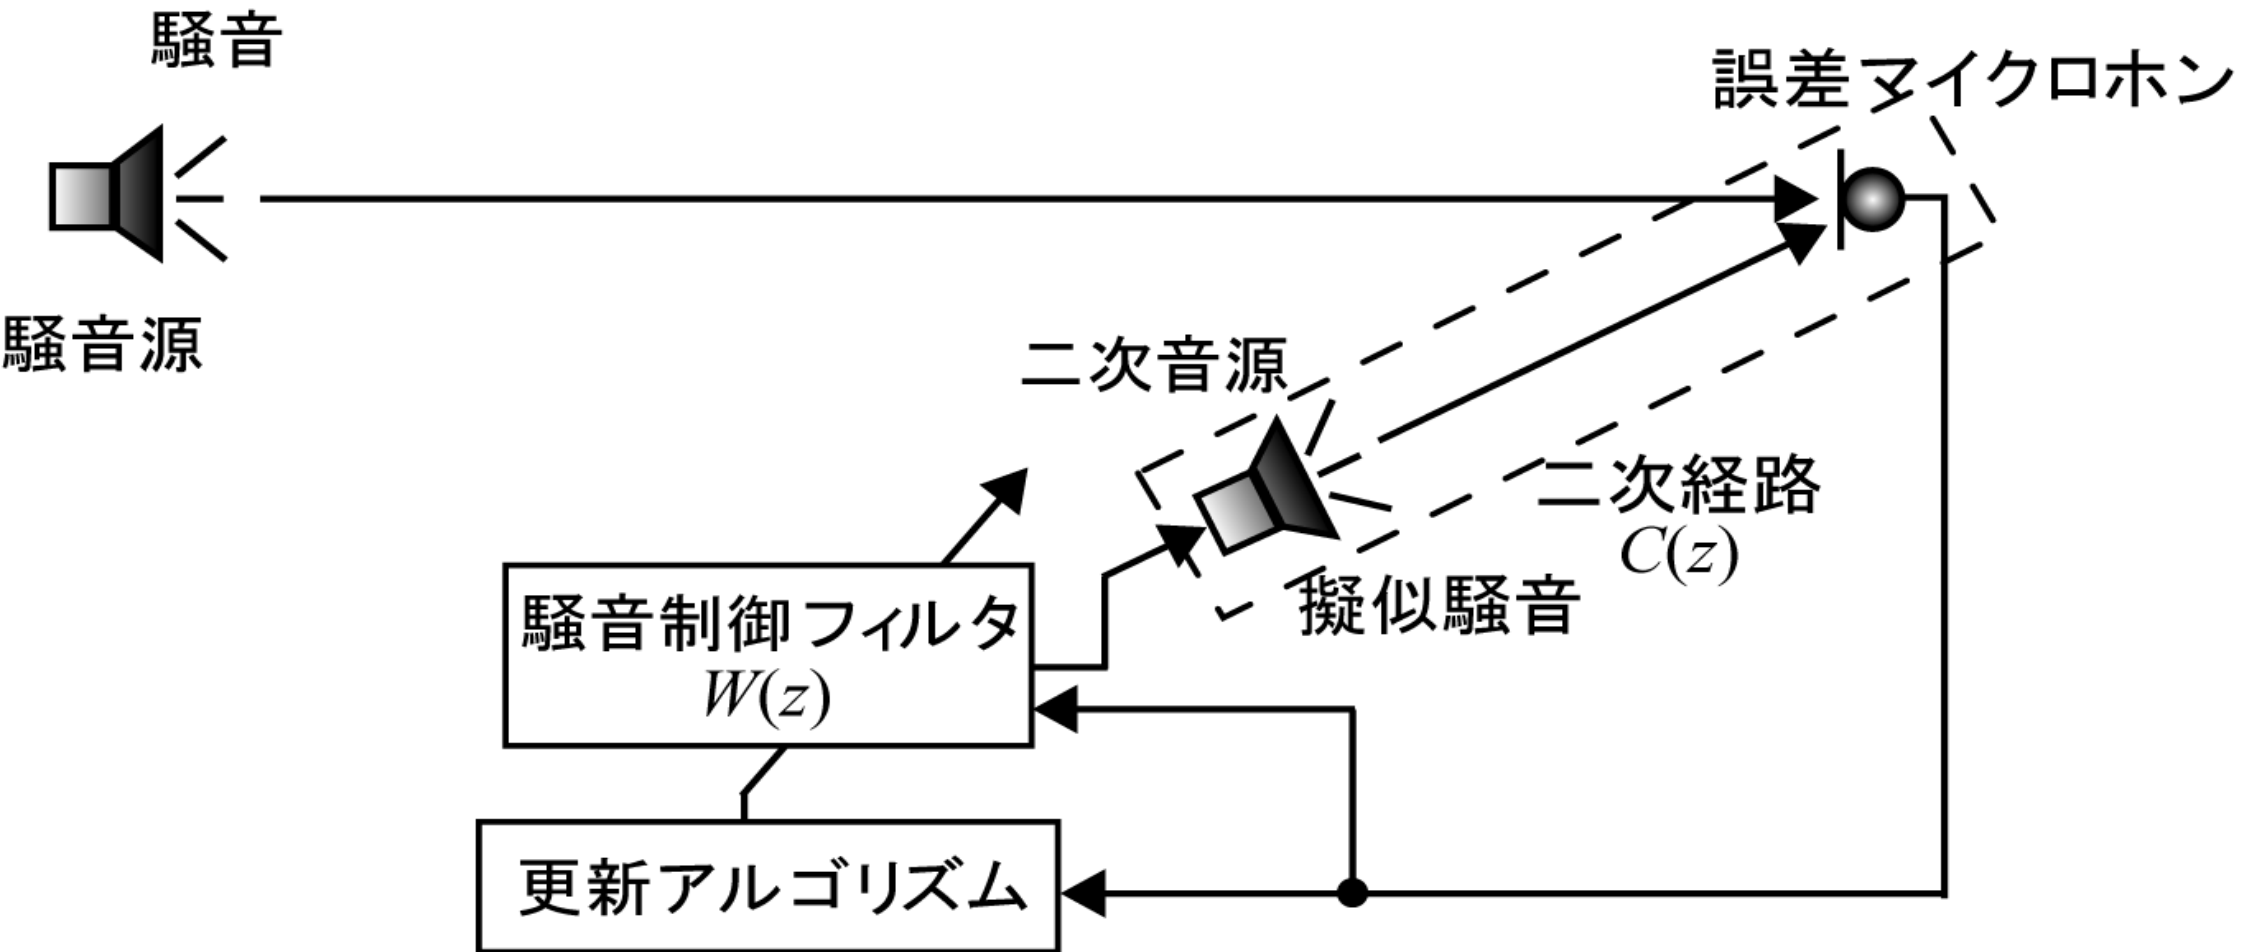 騒音
誤差マイクロホン
騒音源
二次音源
二次経路
C(z)
擬似騒音
騒音制御フィルタ
W(z)
更新アルゴリズム